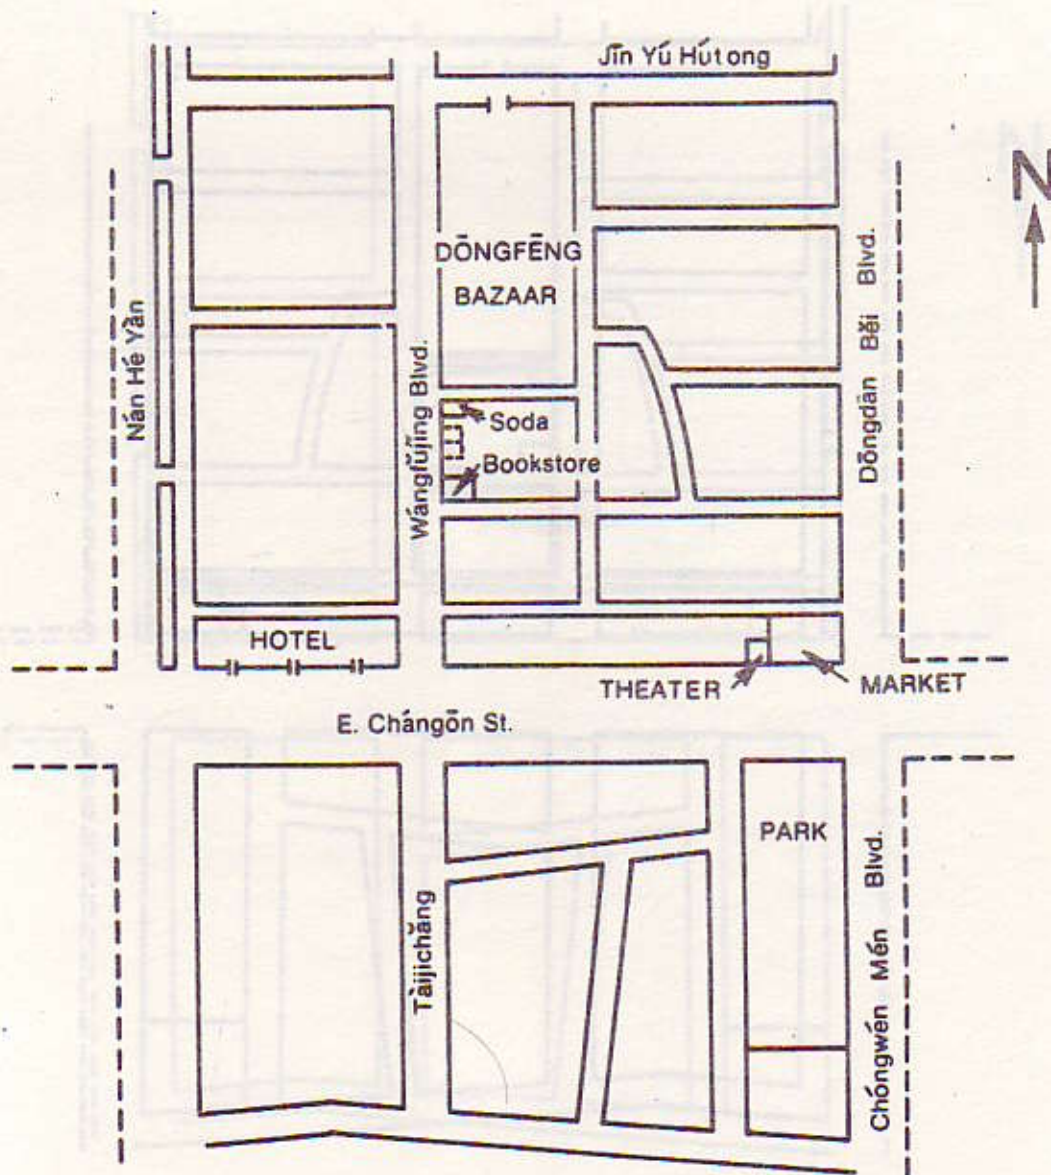 Jīn Yú Hútong
N
DŌNGFĒNG
BAZAAR
Nán Hé Yàn
Wángfǔjǐng Blvd.
Dōngdān Běi Blvd.
Soda
Bookstore
HOTEL
THEATER
MARKET
E. Chángōn St.
PARK
Tàijichǎng
Chóngwén Mén Blvd.